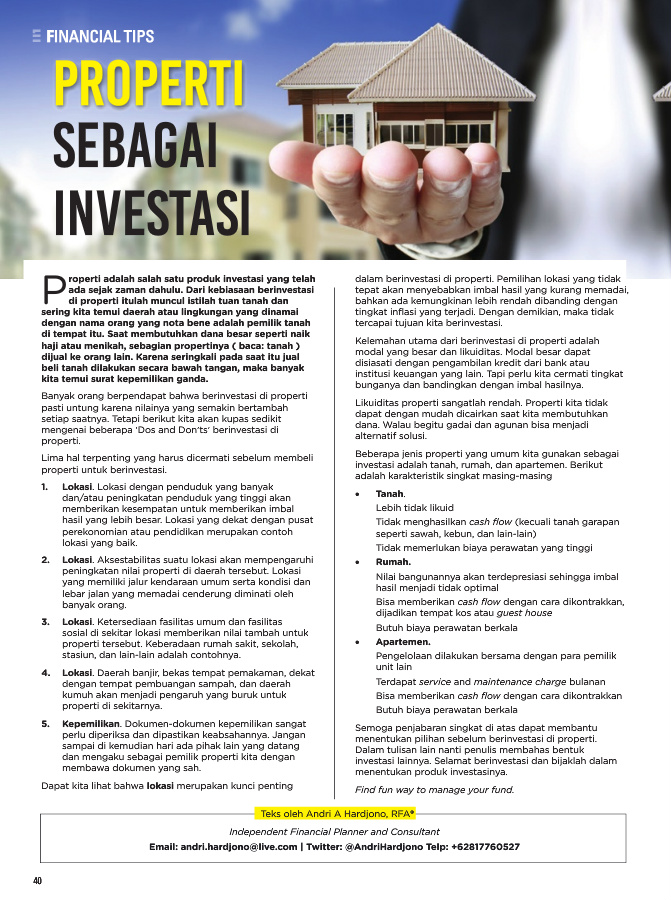 FINANCIAL TIPS
PROPERTI
SEBAGAI
INVESTASI
Properti adalah salah satu produk investasi yang telah
ada sejak zaman dahulu. Dari kebiasaan berinvestasi
di properti itulah muncul istilah tuan tanah dan
sering kita temui daerah atau lingkungan yang dinamai
dengan nama orang yang nota bene adalah pemilik tanah
di tempat itu. Saat membutuhkan dana besar seperti naik
haji atau menikah, sebagian propertinya ( baca: tanah )
dijual ke orang lain. Karena seringkali pada saat itu jual
beli tanah dilakukan secara bawah tangan, maka banyak
kita temui surat kepemilikan ganda.
Banyak orang berpendapat bahwa berinvestasi di properti
pasti untung karena nilainya yang semakin bertambah
setiap saatnya. Tetapi berikut kita akan kupas sedikit
mengenai beberapa 'Dos and Don'ts' berinvestasi di
properti.
Lima hal terpenting yang harus dicermati sebelum membeli
properti untuk berinvestasi.
1. Lokasi. Lokasi dengan penduduk yang banyak
dan/atau peningkatan penduduk yang tinggi akan
memberikan kesempatan untuk memberikan imbal
hasil yang lebih besar. Lokasi yang dekat dengan pusat
perekonomian atau pendidikan merupakan contoh
lokasi yang baik.
2. Lokasi. Aksestabilitas suatu lokasi akan mempengaruhi
peningkatan nilai properti di daerah tersebut. Lokasi
yang memiliki jalur kendaraan umum serta kondisi dan
lebar jalan yang memadai cenderung diminati oleh
banyak orang.
3. Lokasi. Ketersediaan fasilitas umum dan fasilitas
sosial di sekitar lokasi memberikan nilai tambah untuk
properti tersebut. Keberadaan rumah sakit, sekolah,
stasiun, dan lain-lain adalah contohnya.
4. Lokasi. Daerah banjir, bekas tempat pemakaman, dekat
dengan tempat pembuangan sampah, dan daerah
kumuh akan menjadi pengaruh yang buruk untuk
properti di sekitarnya.
5. Kepemilikan. Dokumen-dokumen kepemilikan sangat
perlu diperiksa dan dipastikan keabsahannya. Jangan
sampai di kemudian hari ada pihak lain yang datang
dan mengaku sebagai pemilik properti kita dengan
membawa dokumen yang sah.
Dapat kita lihat bahwa lokasi merupakan kunci penting
dalam berinvestasi di properti. Pemilihan lokasi yang tidak
tepat akan menyebabkan imbal hasil yang kurang memadai,
bahkan ada kemungkinan lebih rendah dibanding dengan
tingkat inflasi yang terjadi. Dengan demikian, maka tidak
tercapai tujuan kita berinvestasi.
Kelemahan utama dari berinvestasi di properti adalah
modal yang besar dan likuiditas. Modal besar dapat
disiasati dengan pengambilan kredit dari bank atau
institusi keuangan yang lain. Tapi perlu kita cermati tingkat
bunganya dan bandingkan dengan imbal hasilnya.
Likuiditas properti sangatlah rendah. Properti kita tidak
dapat dengan mudah dicairkan saat kita membutuhkan
dana. Walau begitu gadai dan agunan bisa menjadi
alternatif solusi.
Beberapa jenis properti yang umum kita gunakan sebagai
investasi adalah tanah, rumah, dan apartemen. Berikut
adalah karakteristik singkat masing-masing
• Tanah.
Lebih tidak likuid
Tidak menghasilkan cash flow (kecuali tanah garapan
seperti sawah, kebun, dan lain-lain)
Tidak memerlukan biaya perawatan yang tinggi
• Rumah.
Nilai bangunannya akan terdepresiasi sehingga imbal
hasil menjadi tidak optimal
Bisa memberikan cash flow dengan cara dikontrakkan,
dijadikan tempat kos atau guest house
Butuh biaya perawatan berkala
• Apartemen.
Pengelolaan dilakukan bersama dengan para pemilik
unit lain
Terdapat service and maintenance charge bulanan
Bisa memberikan cash flow dengan cara dikontrakkan
Butuh biaya perawatan berkala
Semoga penjabaran singkat di atas dapat membantu
menentukan pilihan sebelum berinvestasi di properti.
Dalam tulisan lain nanti penulis membahas bentuk
investasi lainnya. Selamat berinvestasi dan bijaklah dalam
menentukan produk investasinya.
Find fun way to manage your fund.
Teks oleh Andri A Hardjono, RFA®
Independent Financial Planner and Consultant
Email: andri.hardjono@live.com | Twitter: @AndriHardjono Telp: +62817760527
40